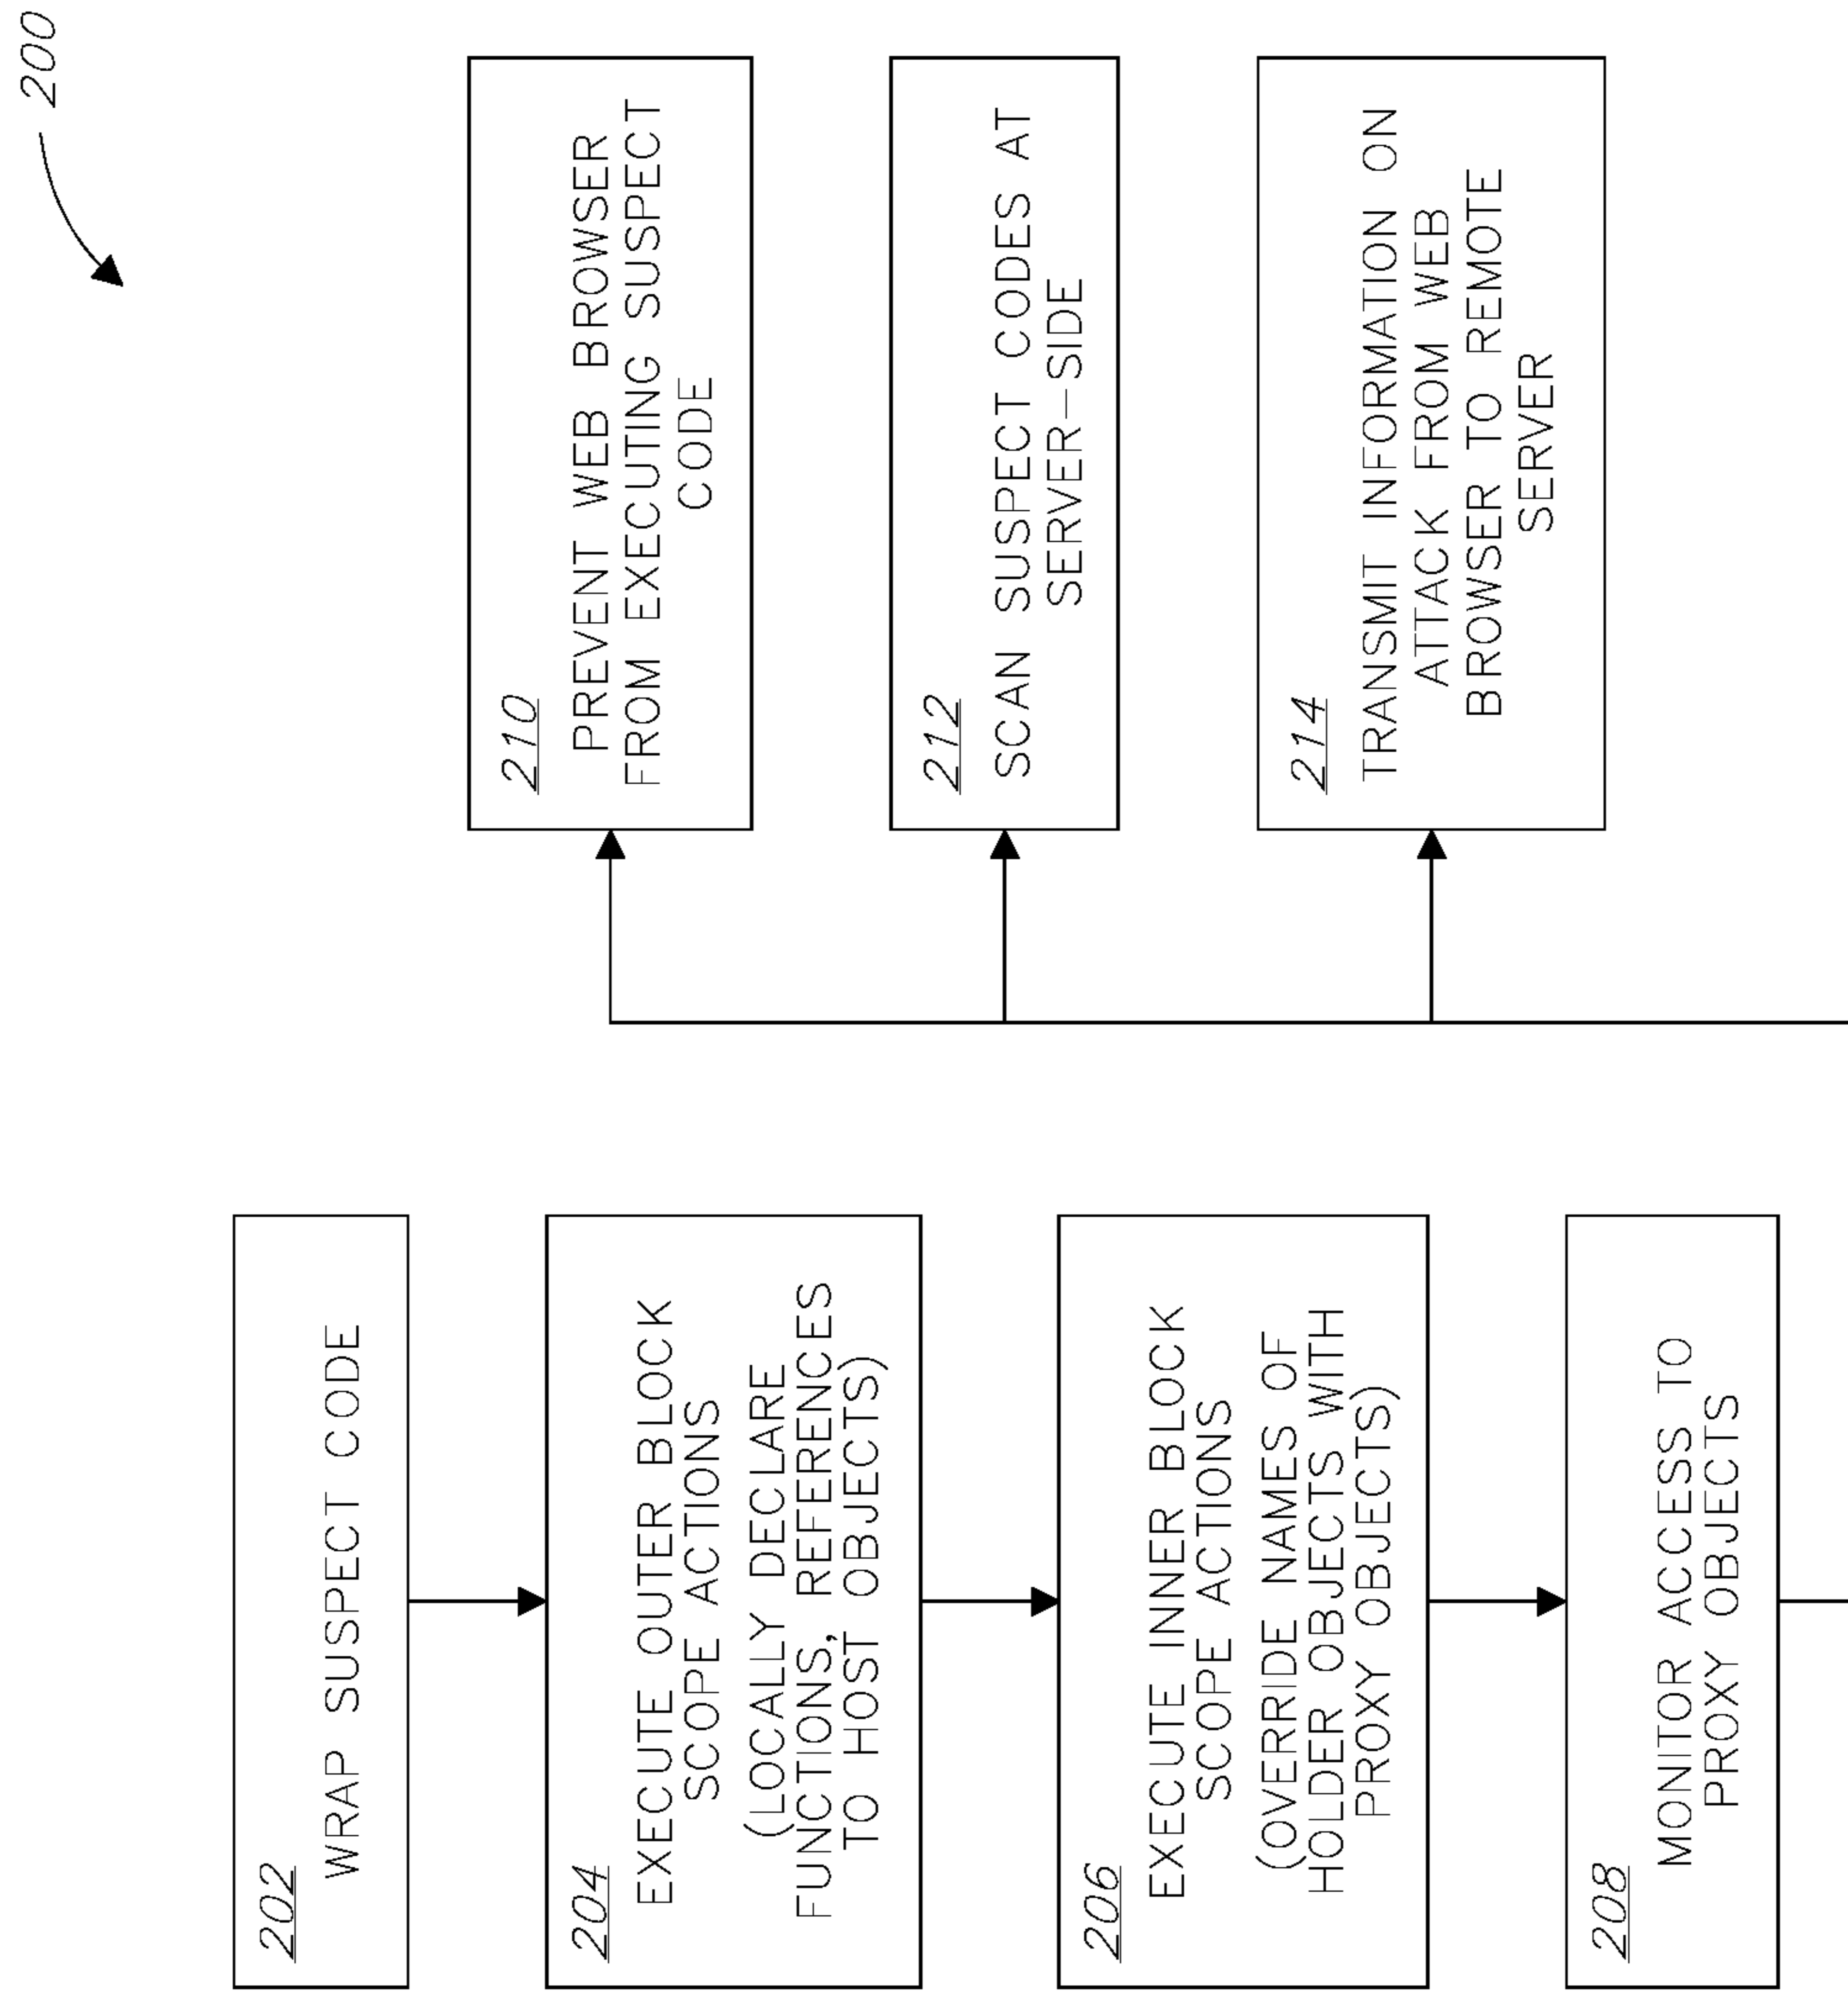 200
202
WRAP SUSPECT CODE
204
EXECUTE OUTER BLOCK
SCOPE ACTIONS
(LOCALLY DECLARE
FUNCTIONS, REFERENCES
TO HOST OBJECTS)
206
EXECUTE INNER BLOCK
SCOPE ACTIONS
(OVERRIDE NAMES OF
HOLDER OBJECTS WITH
PROXY OBJECTS)
208
MONITOR ACCESS TO
PROXY OBJECTS
210
PREVENT WEB BROWSER
FROM EXECUTING SUSPECT
CODE
212
SCAN SUSPECT CODES AT
SERVER-SIDE
214
TRANSMIT INFORMATION ON
ATTACK FROM WEB
BROWSER TO REMOTE
SERVER